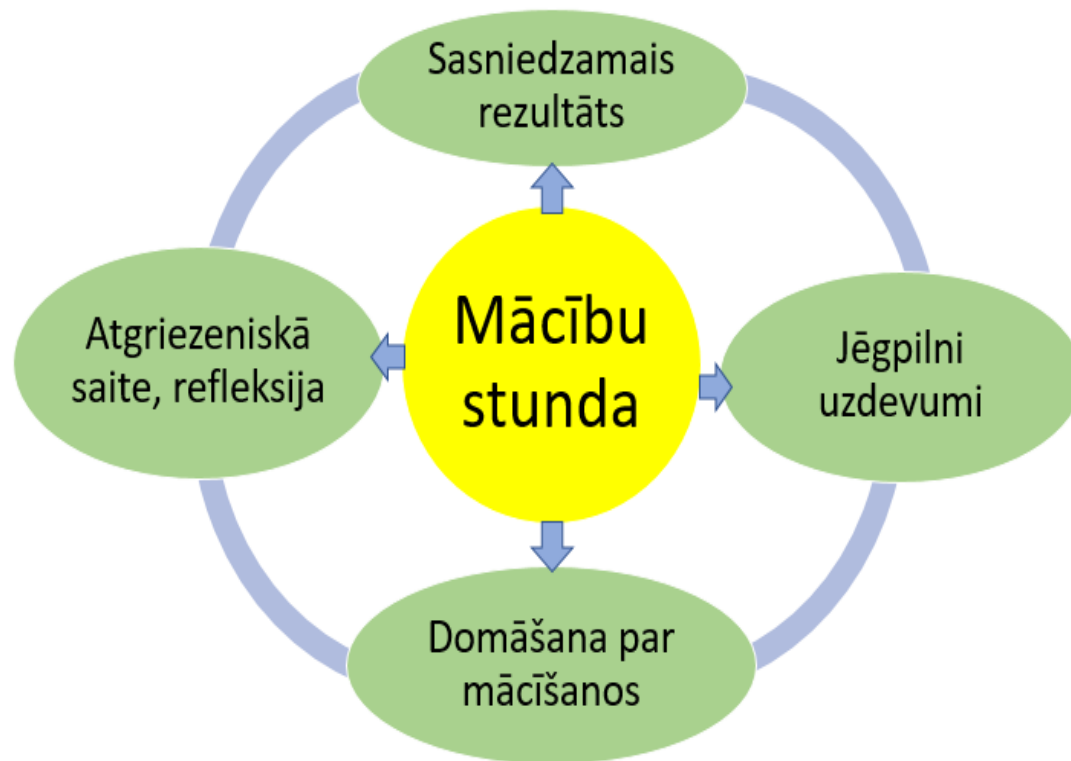 Sasniedzamais
rezultāts
Atgriezeniskā
saite, refleksija
Mācību
stunda
Jēgpilni
uzdevumi
Domāšana par
mācīšanos